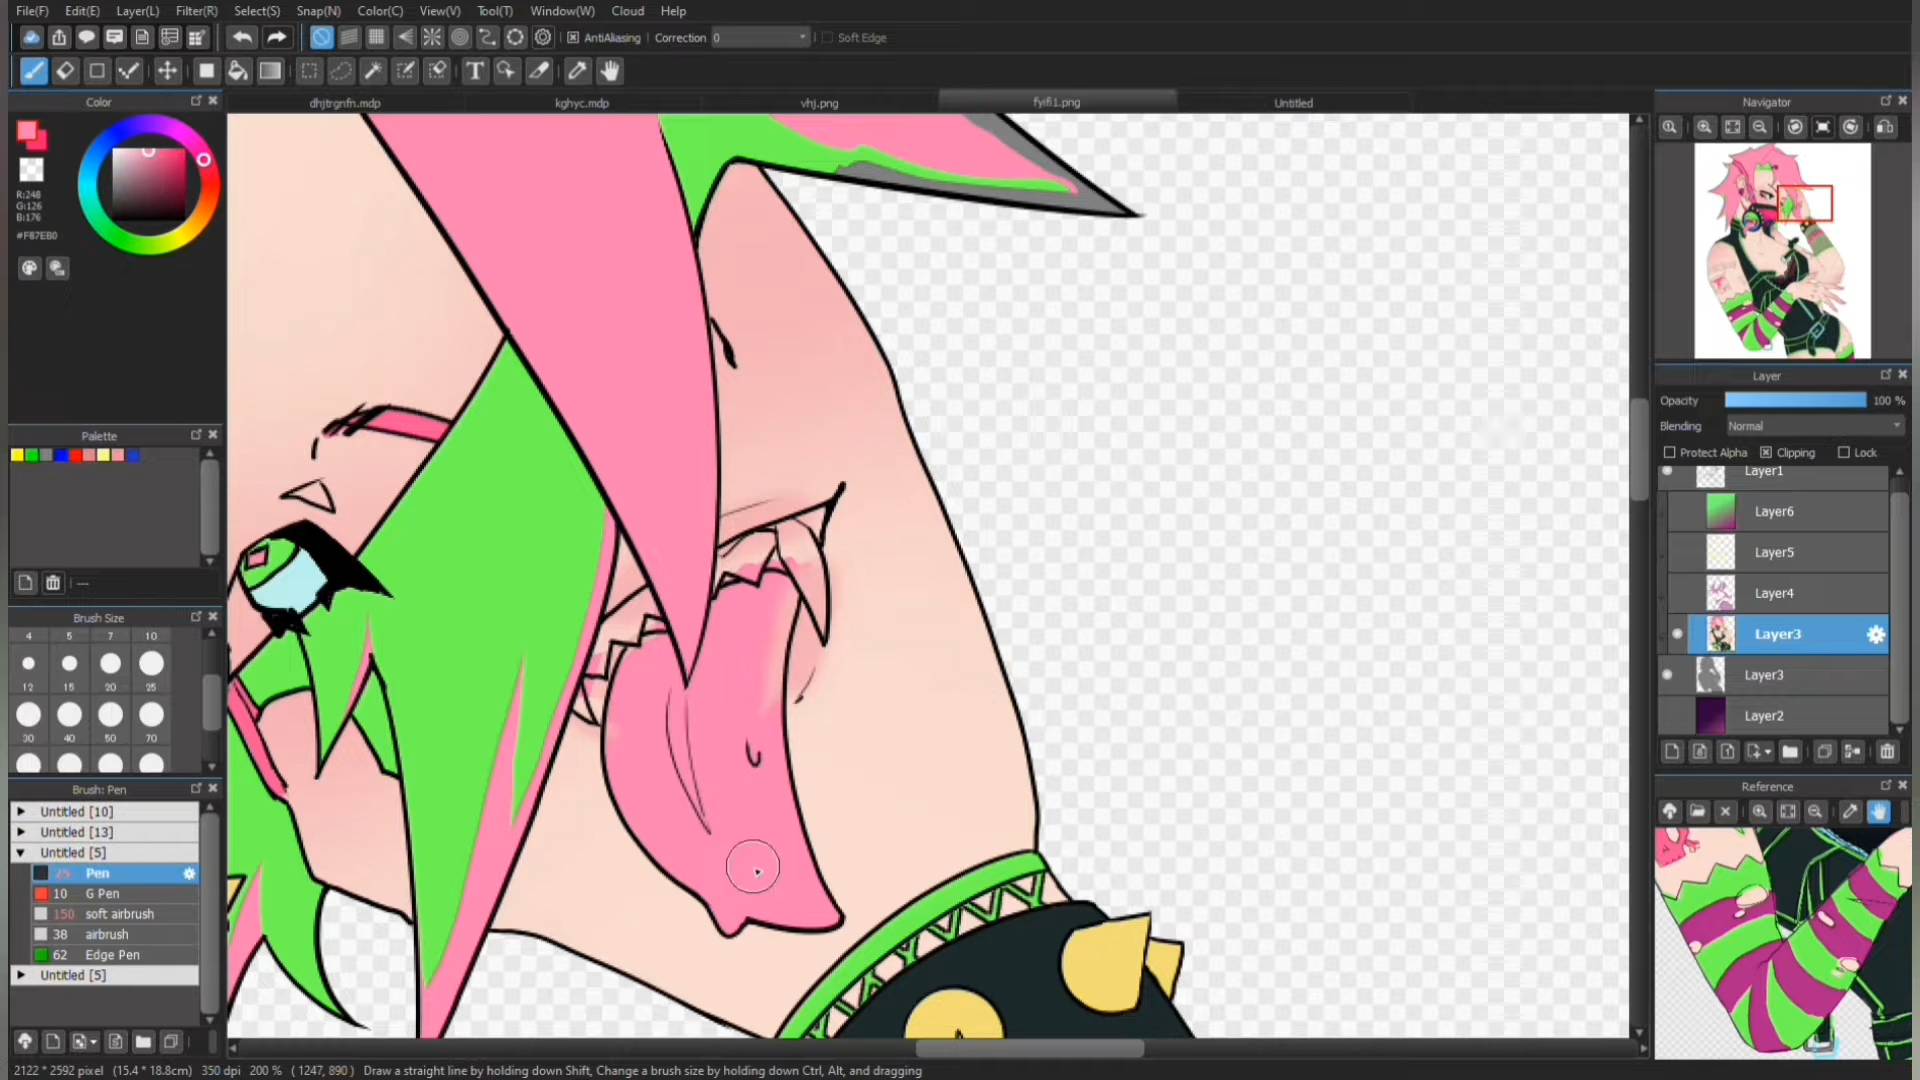 File(F) Edit(E) Layer(L) Filter(R) Select(S) Snap(N) Color(C) View(V) Tool(T) Window(W) Cloud Help
AntiAliasing Correction 0 Soft Edge
T
Color
dhjtrgnfn.mdp kghyc.mdp vhj.png fyifi1.png Untitled
Navigator
R:248
G:126
B:176
#F87EB0
Layer
Opacity 100 %
Blending Normal
Protect Alpha Clipping Lock
Layer1
Layer6
Layer5
Layer4
Layer3
Layer3
Layer2
Palette
---
Brush Size
4 5 7 10
12 15 20 25
30 40 50 70
Brush: Pen
Untitled [10]
Untitled [13]
Untitled [5]
25 Pen
10 G Pen
150 soft airbrush
38 airbrush
62 Edge Pen
Untitled [5]
Reference
2122 * 2592 pixel (15.4 * 18.8cm) 350 dpi 200 % ( 1247, 890 ) Draw a straight line by holding down Shift, Change a brush size by holding down Ctrl, Alt, and dragging